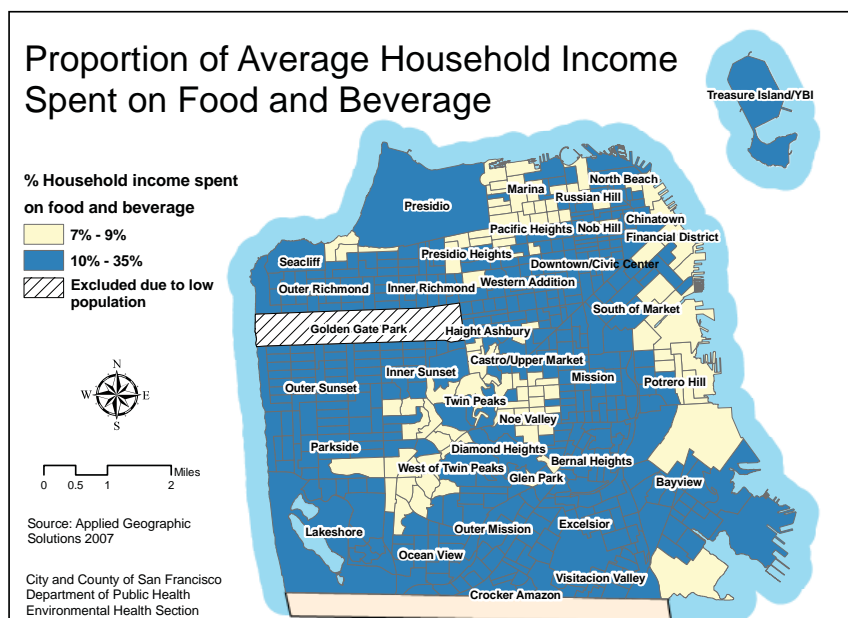 Proportion of Average Household Income
Spent on Food and Beverage
Treasure Island/YBI
% Household income spent
on food and beverage
7% - 9%
10% - 35%
Excluded due to low
population
North Beach
Marina
Russian Hill
Presidio
Chinatown
Pacific Heights
Nob Hill
Financial District
Presidio Heights
Seacliff
Downtown/Civic Center
Western Addition
Outer Richmond
Inner Richmond
South of Market
Golden Gate Park
Haight Ashbury
Castro/Upper Market
Inner Sunset
Mission
Potrero Hill
Outer Sunset
Twin Peaks
Noe Valley
Parkside
Diamond Heights
West of Twin Peaks
Bernal Heights
Glen Park
Bayview
Lakeshore
Outer Mission
Excelsior
Ocean View
Visitacion Valley
Crocker Amazon
N
W E
S
Miles
0 0.5 1 2
Source: Applied Geographic
Solutions 2007
City and County of San Francisco
Department of Public Health
Environmental Health Section